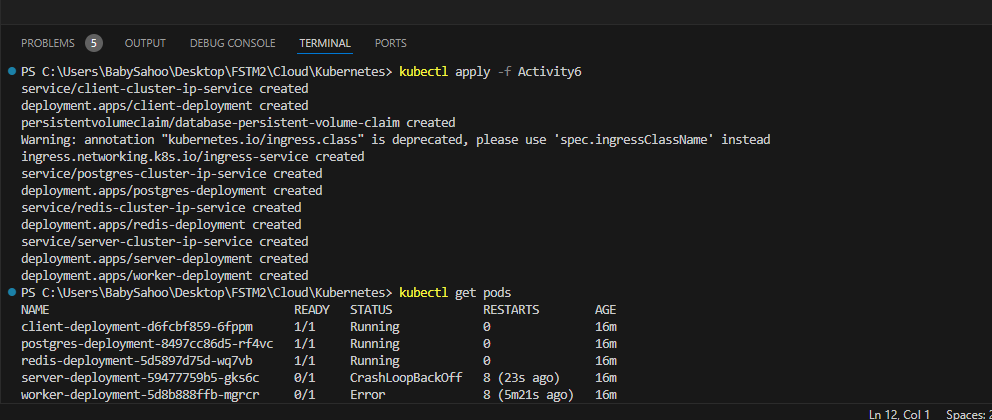 PROBLEMS 5 OUTPUT DEBUG CONSOLE TERMINAL PORTS
PS C:\Users\BabySahoo\Desktop\FSTM2\Cloud\Kubernetes> kubectl apply -f Activity6
service/client-cluster-ip-service created
deployment.apps/client-deployment created
persistentvolumeclaim/database-persistent-volume-claim created
Warning: annotation "kubernetes.io/ingress.class" is deprecated, please use 'spec.ingressClassName' instead
ingress.networking.k8s.io/ingress-service created
service/postgres-cluster-ip-service created
deployment.apps/postgres-deployment created
service/redis-cluster-ip-service created
deployment.apps/redis-deployment created
service/server-cluster-ip-service created
deployment.apps/server-deployment created
deployment.apps/worker-deployment created
PS C:\Users\BabySahoo\Desktop\FSTM2\Cloud\Kubernetes> kubectl get pods
NAME READY STATUS RESTARTS AGE
client-deployment-d6fcbf859-6fppm 1/1 Running 0 16m
postgres-deployment-8497cc86d5-rf4vc 1/1 Running 0 16m
redis-deployment-5d5897d75d-wq7vb 1/1 Running 0 16m
server-deployment-59477759b5-gks6c 0/1 CrashLoopBackOff 8 (23s ago) 16m
worker-deployment-5d8b888ffb-mgrcr 0/1 Error 8 (5m21s ago) 16m
Ln 12, Col 1 Spaces: